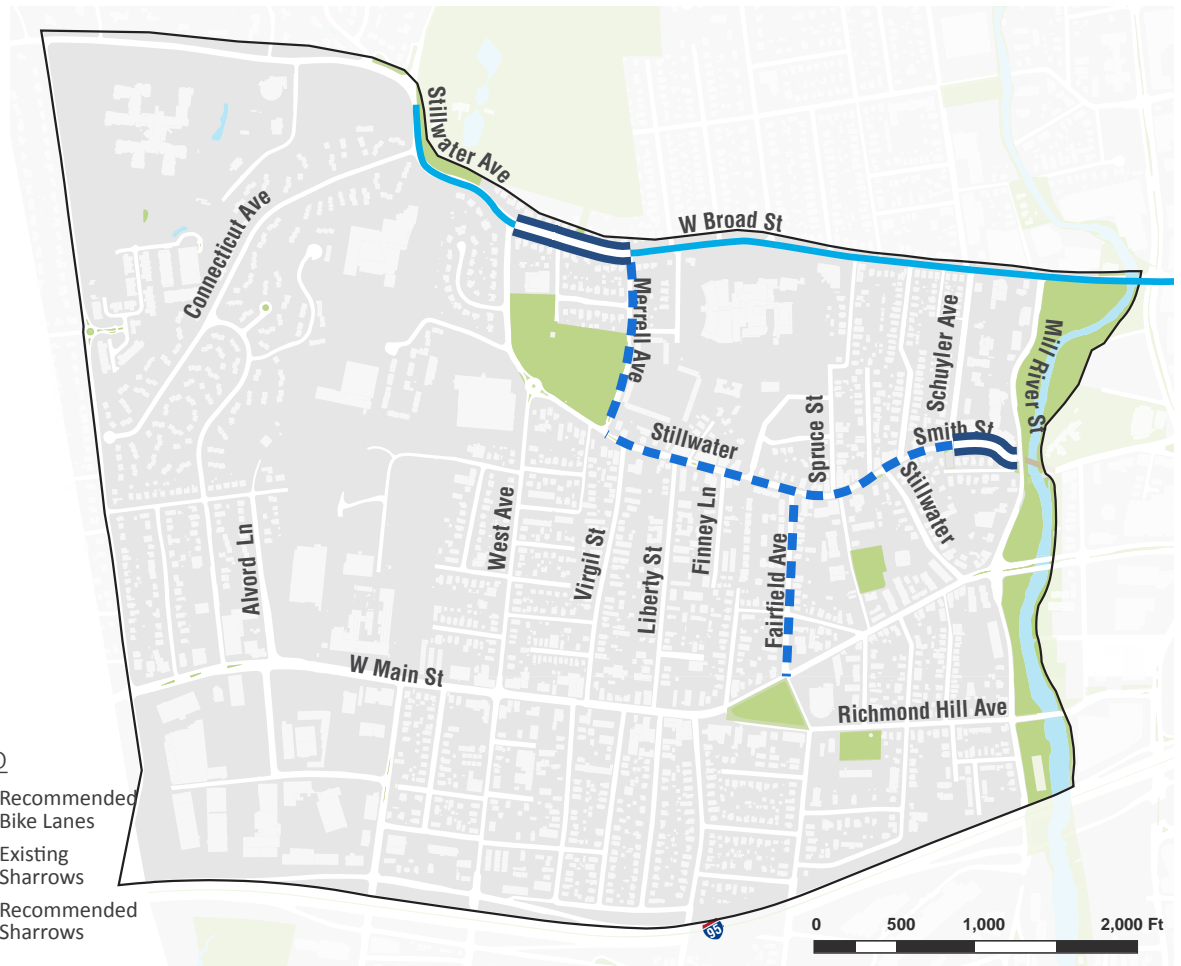 Stillwater Ave
W Broad St
Connecticut Ave
Merrell Ave
Schuyler Ave
Mill River St
Spruce St
Smith St
Stillwater
Stillwater
West Ave
Finney Ln
Virgil St
Alvord Ln
Liberty St
Fairfield Ave
W Main St
Richmond Hill Ave
Recommended
Bike Lanes
Existing
Sharrows
Recommended
Sharrows
95
0 500 1,000 2,000 Ft